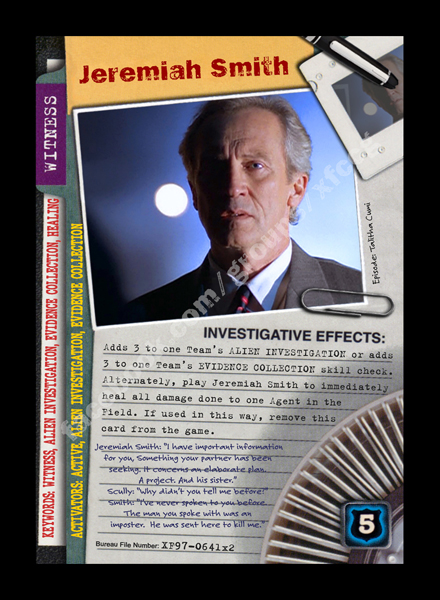 Jeremiah Smith
WITNESS
KEYWORDS: WITNESS, ALIEN INVESTIGATION, EVIDENCE COLLECTION, HEALING
ACTIVATORS: ACTIVE, ALIEN INVESTIGATION, EVIDENCE COLLECTION
Episode: Talitha Cumi
INVESTIGATIVE EFFECTS:
Adds 3 to one Team's ALIEN INVESTIGATION or adds
3 to one Team's EVIDENCE COLLECTION skill check.
Alternately, play Jeremiah Smith to immediately
heal all damage done to one Agent in the
Field. If used in this way, remove this
card from the game.
Jeremiah Smith: "I have important information
for you, Something your partner has been
seeking. It concerns an elaborate plan.
A project. And his sister."
Scully: "Why didn't you tell me before?
Smith: "I've never spoken to you before.
The man you spoke with was an
imposter. He was sent here to kill me."
Bureau File Number: XF97-0641x2
5